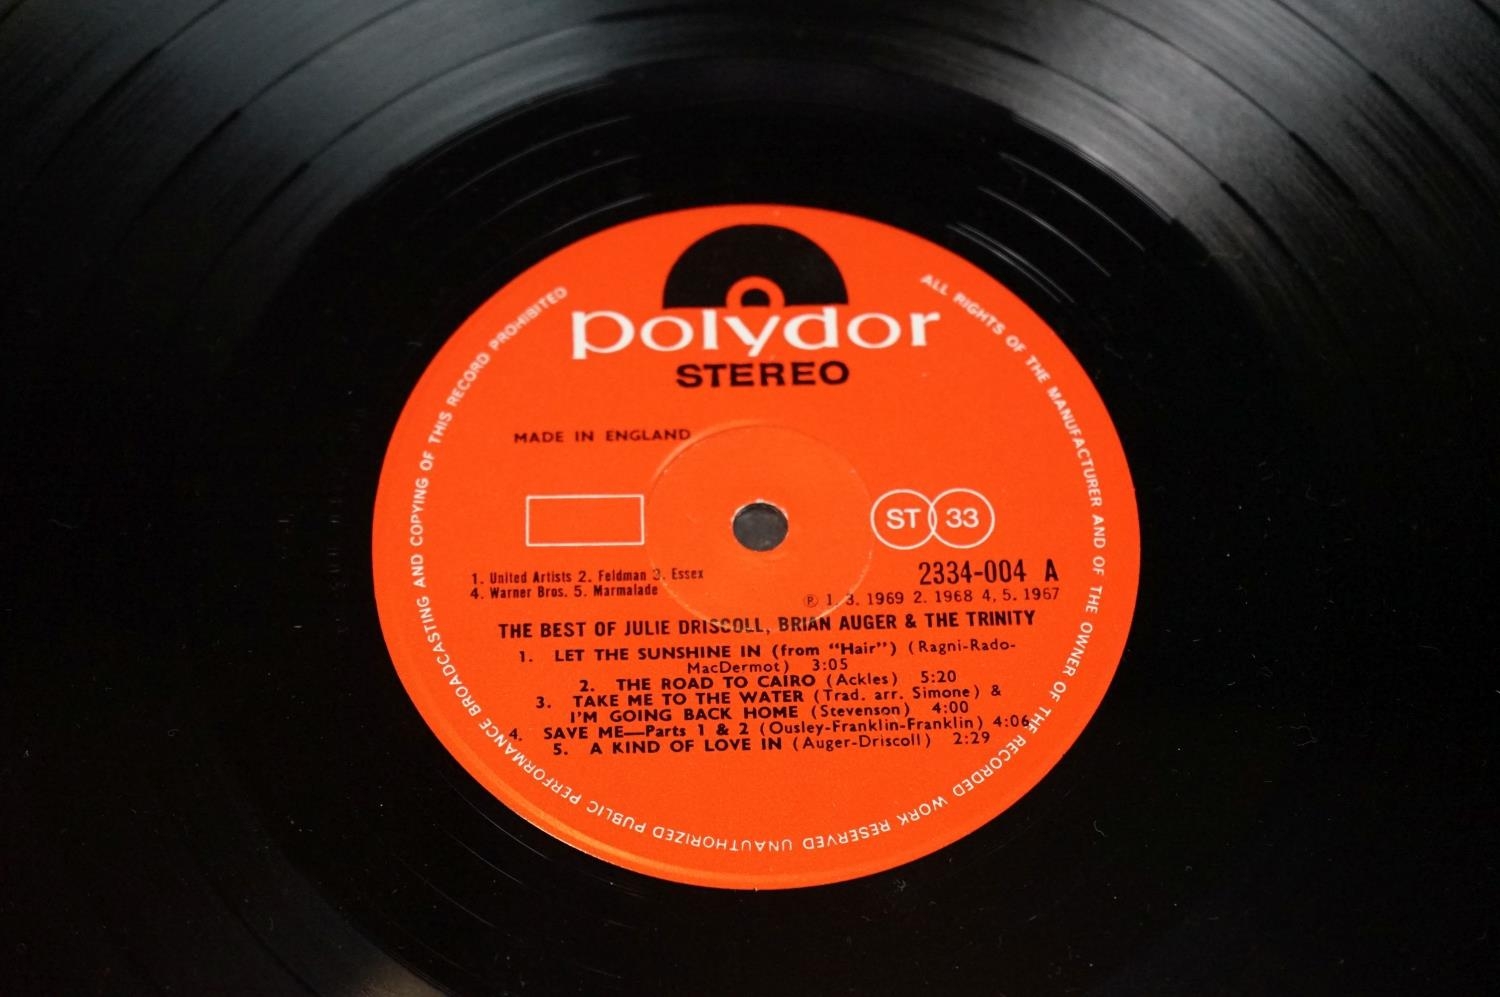 polydor
STEREO
MADE IN ENGLAND
ST 33
1. United Artists 2. Feldman 3. Essex
4. Warner Bros. 5. Marmalade
2334-004 A
Ⓟ 1, 3. 1969 2. 1968 4, 5. 1967
THE BEST OF JULIE DRISCOLL, BRIAN AUGER & THE TRINITY
1. LET THE SUNSHINE IN (from "Hair") (Ragni-Rado-
MacDermot) 3:05
2. THE ROAD TO CAIRO (Ackles) 5:20
3. TAKE ME TO THE WATER (Trad. arr. Simone) &
I'M GOING BACK HOME (Stevenson) 4:00
4. SAVE ME—Parts 1 & 2 (Ousley-Franklin-Franklin) 4:06
5. A KIND OF LOVE IN (Auger-Driscoll) 2:29
ALL RIGHTS OF THE MANUFACTURER AND OF THE OWNER OF THE RECORDED WORK RESERVED UNAUTHORIZED PUBLIC PERFORMANCE BROADCASTING AND COPYING OF THIS RECORD PROHIBITED